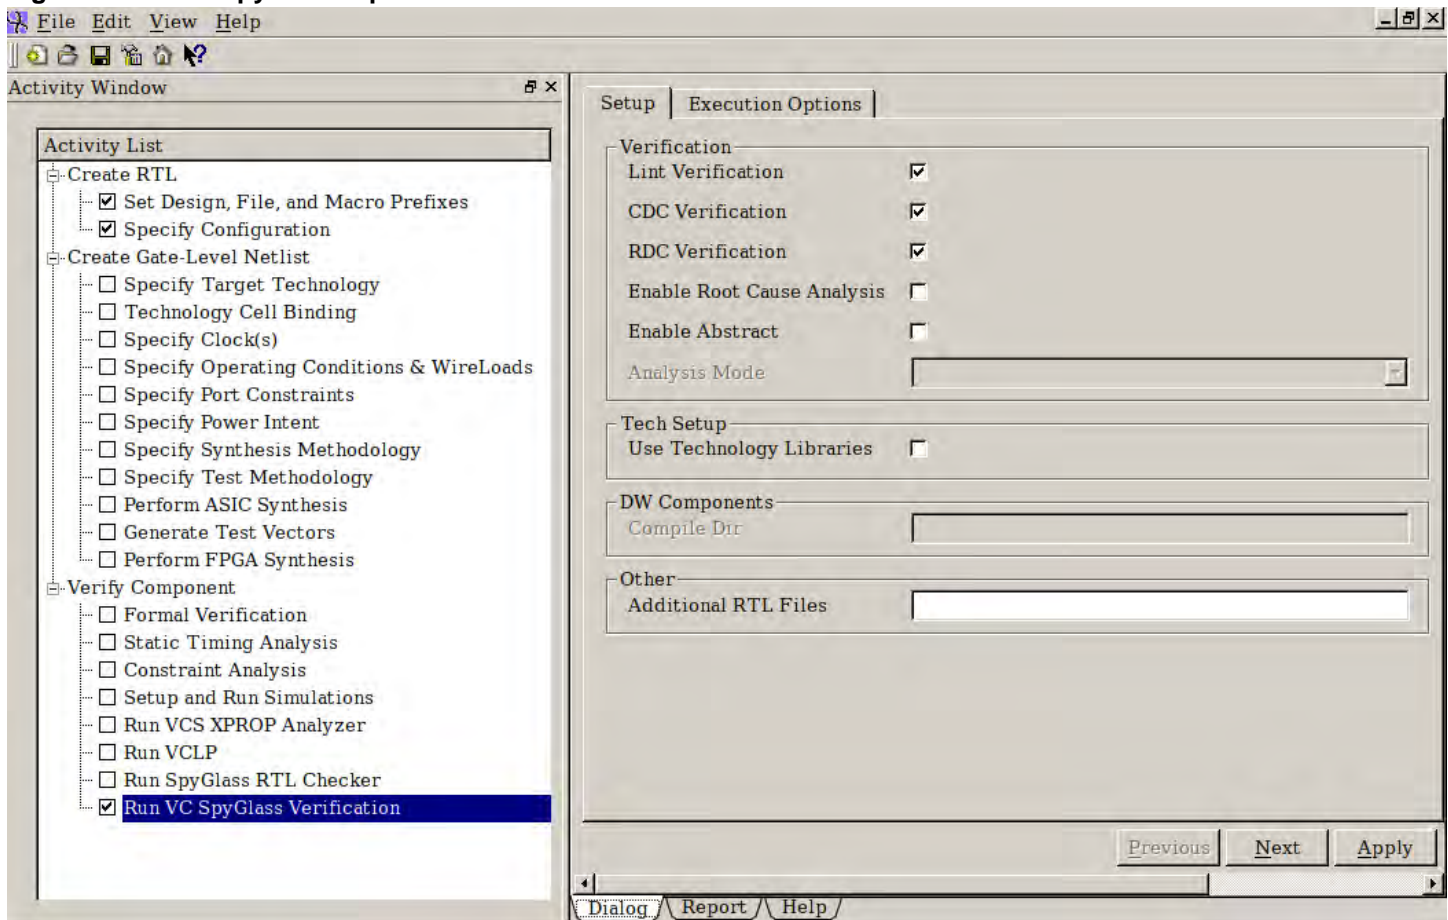 File Edit View Help
Activity Window
Activity List
Create RTL
Set Design, File, and Macro Prefixes
Specify Configuration
Create Gate-Level Netlist
Specify Target Technology
Technology Cell Binding
Specify Clock(s)
Specify Operating Conditions & WireLoads
Specify Port Constraints
Specify Power Intent
Specify Synthesis Methodology
Specify Test Methodology
Perform ASIC Synthesis
Generate Test Vectors
Perform FPGA Synthesis
Verify Component
Formal Verification
Static Timing Analysis
Constraint Analysis
Setup and Run Simulations
Run VCS XPROP Analyzer
Run VCLP
Run SpyGlass RTL Checker
Run VC SpyGlass Verification
Setup Execution Options
Verification
Lint Verification
CDC Verification
RDC Verification
Enable Root Cause Analysis
Enable Abstract
Analysis Mode
Tech Setup
Use Technology Libraries
DW Components
Compile Dir
Other
Additional RTL Files
Previous Next Apply
Dialog Report Help